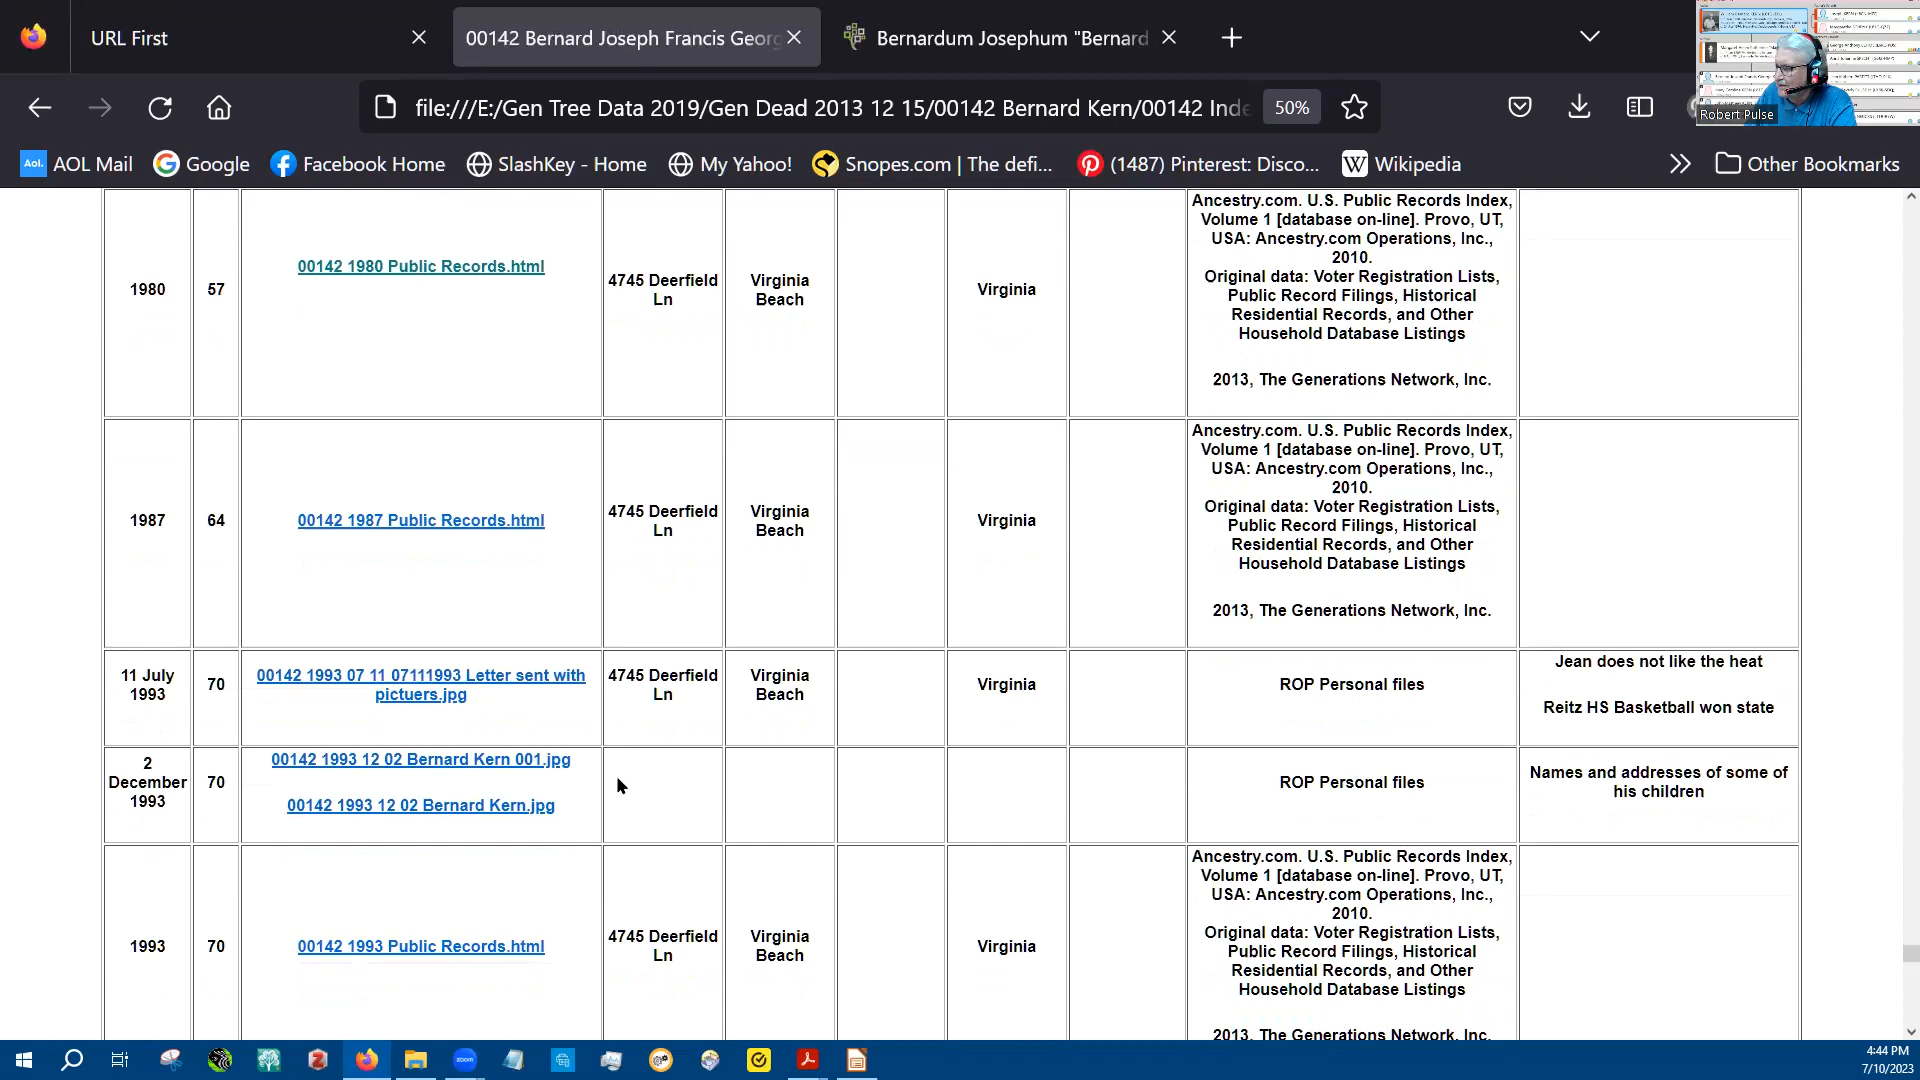 URL First
00142 Bernard Joseph Francis Georg
Bernardum Josephum "Bernard
file:///E:/Gen Tree Data 2019/Gen Dead 2013 12 15/00142 Bernard Kern/00142 Inde
50%
Robert Pulse
Aol.
AOL Mail
Google
Facebook Home
SlashKey - Home
My Yahoo!
Snopes.com | The defi...
(1487) Pinterest: Disco...
Wikipedia
Other Bookmarks
1980
57
00142 1980 Public Records.html
4745 Deerfield
Ln
Virginia
Beach
Virginia
Ancestry.com. U.S. Public Records Index,
Volume 1 [database on-line]. Provo, UT,
USA: Ancestry.com Operations, Inc.,
2010.
Original data: Voter Registration Lists,
Public Record Filings, Historical
Residential Records, and Other
Household Database Listings
2013, The Generations Network, Inc.
1987
64
00142 1987 Public Records.html
4745 Deerfield
Ln
Virginia
Beach
Virginia
Ancestry.com. U.S. Public Records Index,
Volume 1 [database on-line]. Provo, UT,
USA: Ancestry.com Operations, Inc.,
2010.
Original data: Voter Registration Lists,
Public Record Filings, Historical
Residential Records, and Other
Household Database Listings
2013, The Generations Network, Inc.
11 July
1993
70
00142 1993 07 11 07111993 Letter sent with
pictuers.jpg
4745 Deerfield
Ln
Virginia
Beach
Virginia
ROP Personal files
Jean does not like the heat
Reitz HS Basketball won state
2
December
1993
70
00142 1993 12 02 Bernard Kern 001.jpg
00142 1993 12 02 Bernard Kern.jpg
ROP Personal files
Names and addresses of some of
his children
1993
70
00142 1993 Public Records.html
4745 Deerfield
Ln
Virginia
Beach
Virginia
Ancestry.com. U.S. Public Records Index,
Volume 1 [database on-line]. Provo, UT,
USA: Ancestry.com Operations, Inc.,
2010.
Original data: Voter Registration Lists,
Public Record Filings, Historical
Residential Records, and Other
Household Database Listings
2013, The Generations Network, Inc.
zoom
4:44 PM
7/10/2023